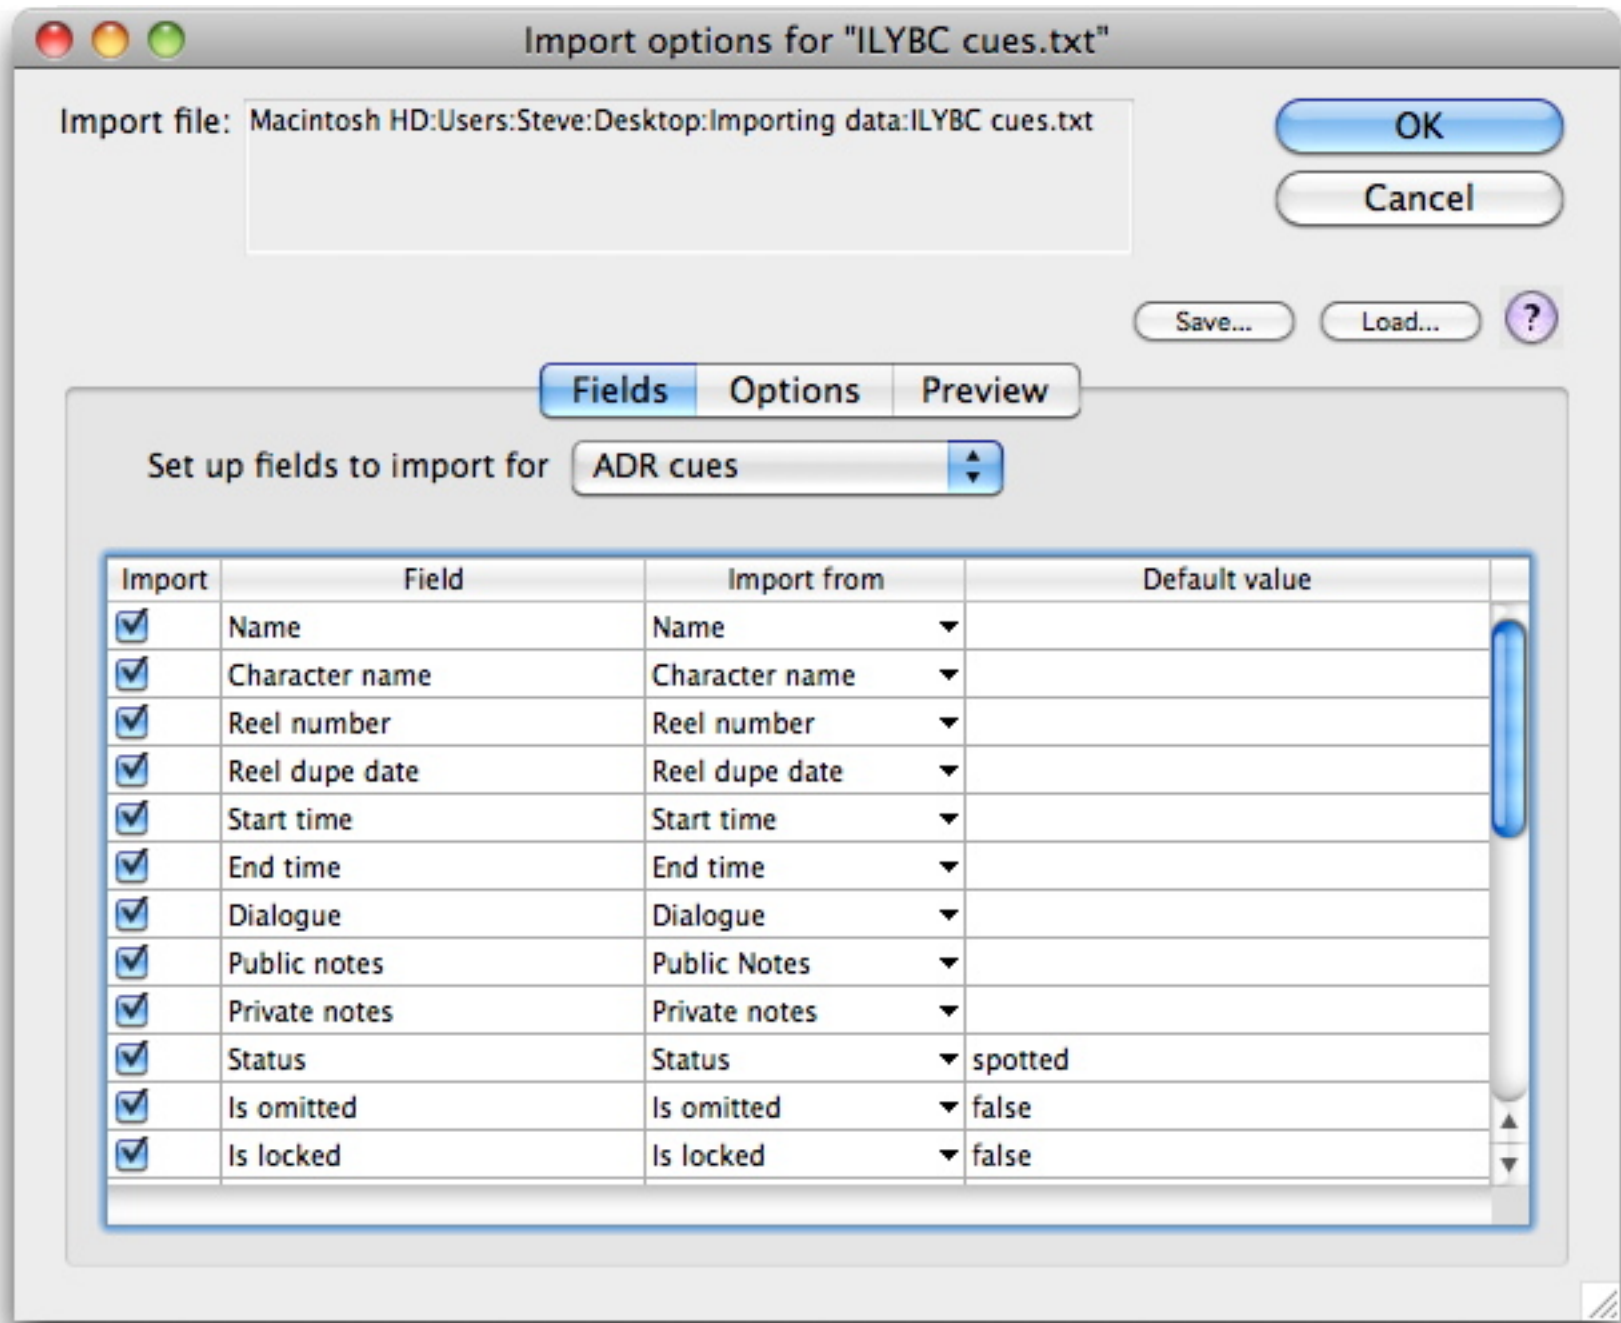 Import options for "ILYBC cues.txt"
Import file: Macintosh HD:Users:Steve:Desktop:Importing data:ILYBC cues.txt
OK
Cancel
Save... Load... ?
Fields Options Preview
Set up fields to import for ADR cues
Import Field Import from Default value
Name Name
Character name Character name
Reel number Reel number
Reel dupe date Reel dupe date
Start time Start time
End time End time
Dialogue Dialogue
Public notes Public Notes
Private notes Private notes
Status Status spotted
Is omitted Is omitted false
Is locked Is locked false